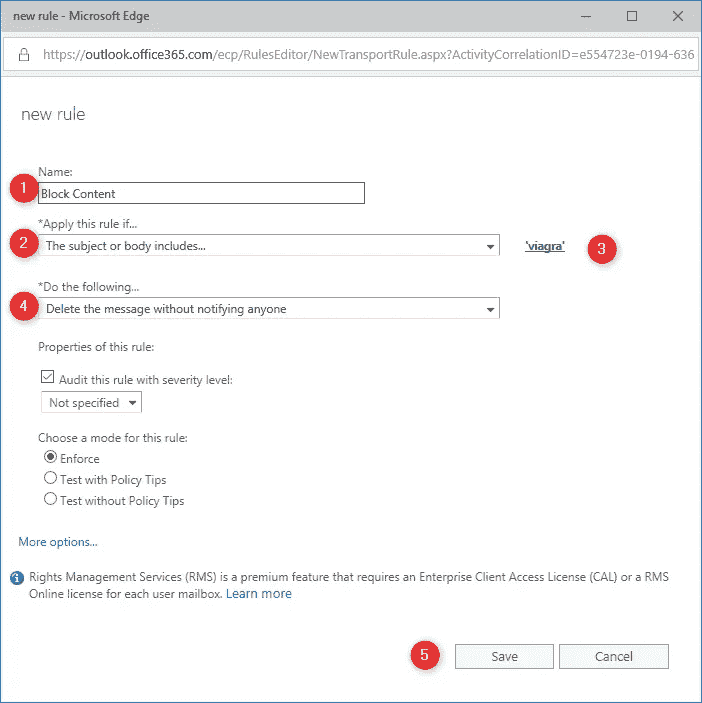 new rule - Microsoft Edge
https://outlook.office365.com/ecp/RulesEditor/NewTransportRule.aspx?ActivityCorrelationID=e554723e-0194-636
new rule
Name:
1 Block Content
*Apply this rule if...
2 The subject or body includes... 'viagra' 3
*Do the following...
4 Delete the message without notifying anyone
Properties of this rule:
Audit this rule with severity level:
Not specified
Choose a mode for this rule:
Enforce
Test with Policy Tips
Test without Policy Tips
More options...
Rights Management Services (RMS) is a premium feature that requires an Enterprise Client Access License (CAL) or a RMS
Online license for each user mailbox. Learn more
5 Save Cancel